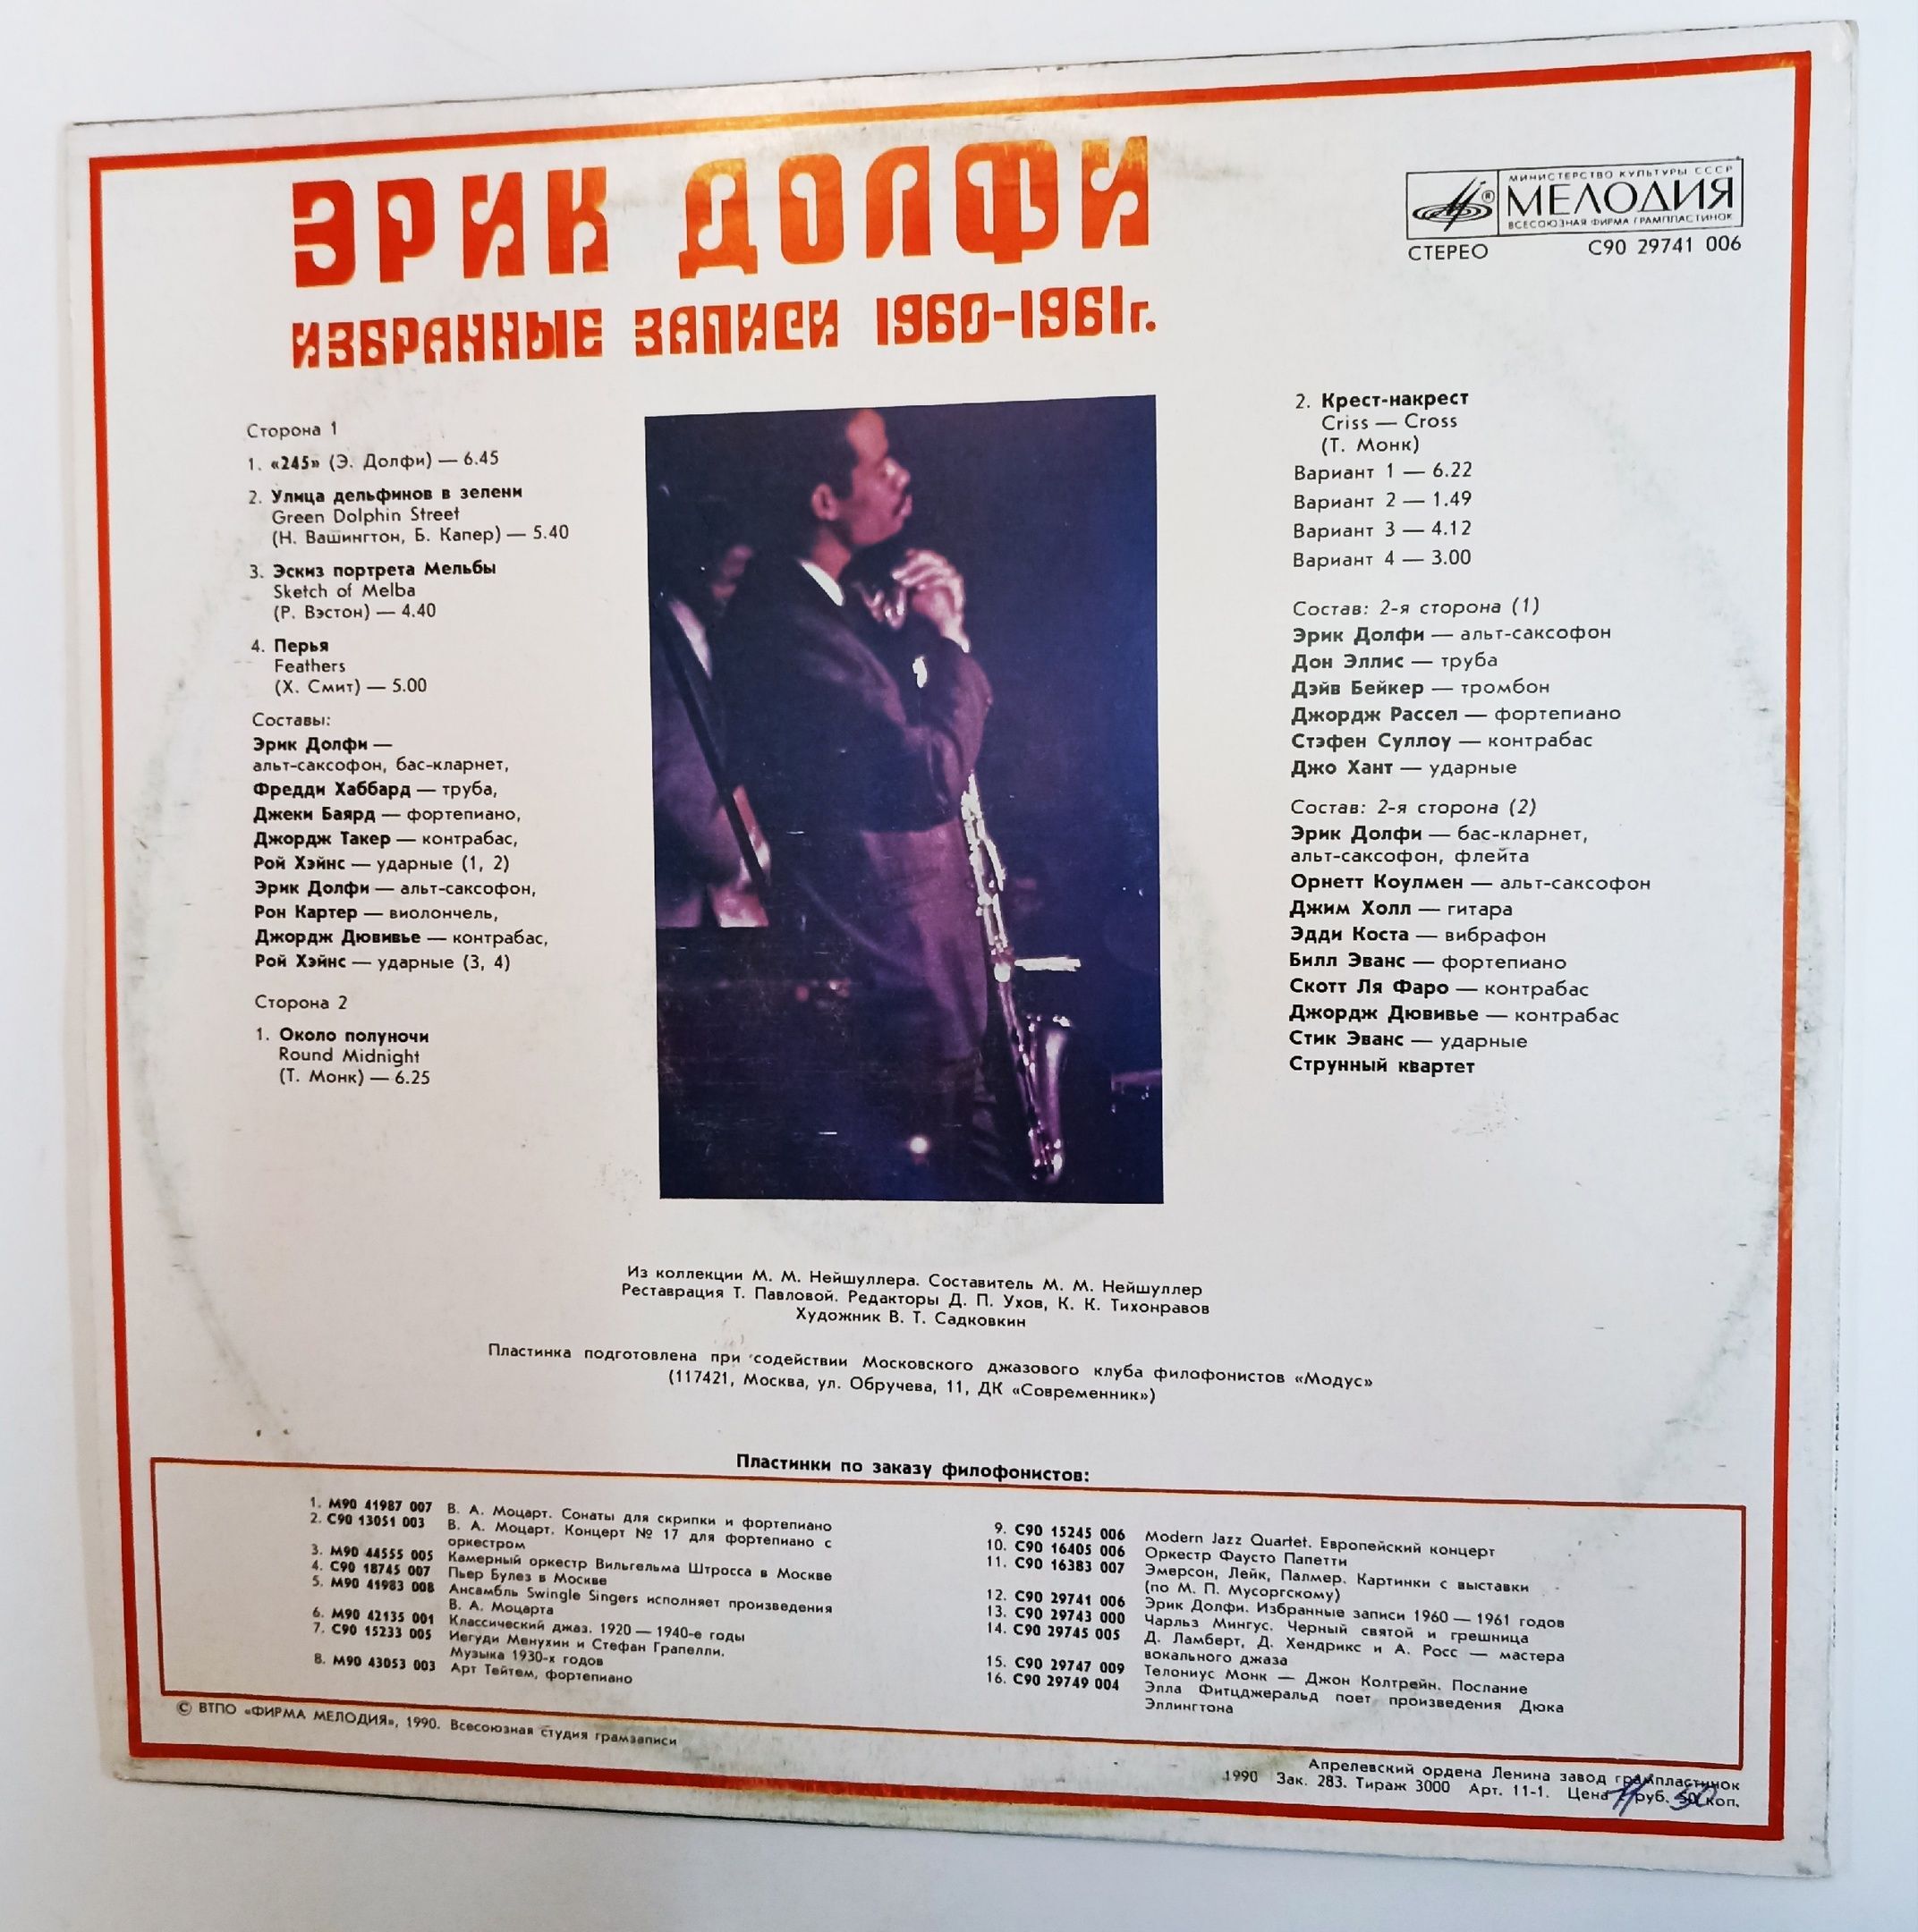 ЭРИК ДОЛФИ
ИЗБРАННЫЕ ЗАПИСИ 1960-1961г.
МИНИСТЕРСТВО КУЛЬТУРЫ СССР
МЕЛОДИЯ
ВСЕСОЮЗНАЯ ФИРМА ГРАМПЛАСТИНОК
СТЕРЕО С90 29741 006
Сторона 1
1. «245» (Э. Долфи) — 6.45
2. Улица дельфинов в зелени
Green Dolphin Street
(Н. Вашингтон, Б. Капер) — 5.40
3. Эскиз портрета Мельбы
Sketch of Melba
(Р. Вэстон) — 4.40
4. Перья
Feathers
(Х. Смит) — 5.00
Составы:
Эрик Долфи —
альт-саксофон, бас-кларнет,
Фредди Хаббард — труба,
Джеки Баярд — фортепиано,
Джордж Такер — контрабас,
Рой Хэйнс — ударные (1, 2)
Эрик Долфи — альт-саксофон,
Рон Картер — виолончель,
Джордж Дювивье — контрабас,
Рой Хэйнс — ударные (3, 4)
Сторона 2
1. Около полуночи
Round Midnight
(Т. Монк) — 6.25
2. Крест-накрест
Criss — Cross
(Т. Монк)
Вариант 1 — 6.22
Вариант 2 — 1.49
Вариант 3 — 4.12
Вариант 4 — 3.00
Состав: 2-я сторона (1)
Эрик Долфи — альт-саксофон
Дон Эллис — труба
Дэйв Бейкер — тромбон
Джордж Рассел — фортепиано
Стэфен Суллоу — контрабас
Джо Хант — ударные
Состав: 2-я сторона (2)
Эрик Долфи — бас-кларнет,
альт-саксофон, флейта
Орнетт Коулмен — альт-саксофон
Джим Холл — гитара
Эдди Коста — вибрафон
Билл Эванс — фортепиано
Скотт Ля Фаро — контрабас
Джордж Дювивье — контрабас
Стик Эванс — ударные
Струнный квартет
Из коллекции М. М. Нейшуллера. Составитель М. М. Нейшуллер
Реставрация Т. Павловой. Редакторы Д. П. Ухов, К. К. Тихонравов
Художник В. Т. Садковкин
Пластинка подготовлена при содействии Московского джазового клуба филофонистов «Модус»
(117421, Москва, ул. Обручева, 11, ДК «Современник»)
Пластинки по заказу филофонистов:
1. М90 41987 007 В. А. Моцарт. Сонаты для скрипки и фортепиано
2. С90 13051 003 В. А. Моцарт. Концерт № 17 для фортепиано с
оркестром
3. М90 44555 005 Камерный оркестр Вильгельма Штросса в Москве
4. С90 18745 007 Пьер Булез в Москве
5. М90 41983 008 Ансамбль Swingle Singers исполняет произведения
В. А. Моцарта
6. М90 42135 001 Классический джаз. 1920 — 1940-е годы
7. С90 15233 005 Иегуди Менухин и Стефан Грапелли.
Музыка 1930-х годов
8. М90 43053 003 Арт Тейтем, фортепиано
9. С90 15245 006 Modern Jazz Quartet. Европейский концерт
10. С90 16405 006 Оркестр Фаусто Папетти
11. С90 16383 007 Эмерсон, Лейк, Палмер. Картинки с выставки
(по М. П. Мусоргскому)
12. С90 29741 006 Эрик Долфи. Избранные записи 1960 — 1961 годов
13. С90 29743 000 Чарльз Мингус. Черный святой и грешница
14. С90 29745 005 Д. Ламберт, Д. Хендрикс и А. Росс — мастера
вокального джаза
15. С90 29747 009 Телониус Монк — Джон Колтрейн. Послание
16. С90 29749 004 Элла Фитцджеральд поет произведения Дюка
Эллингтона
© ВТПО «ФИРМА МЕЛОДИЯ», 1990. Всесоюзная студия грамзаписи
Апрелевский ордена Ленина завод грампластинок
1990 Зак. 283. Тираж 3000 Арт. 11-1. Цена руб. 50 коп.